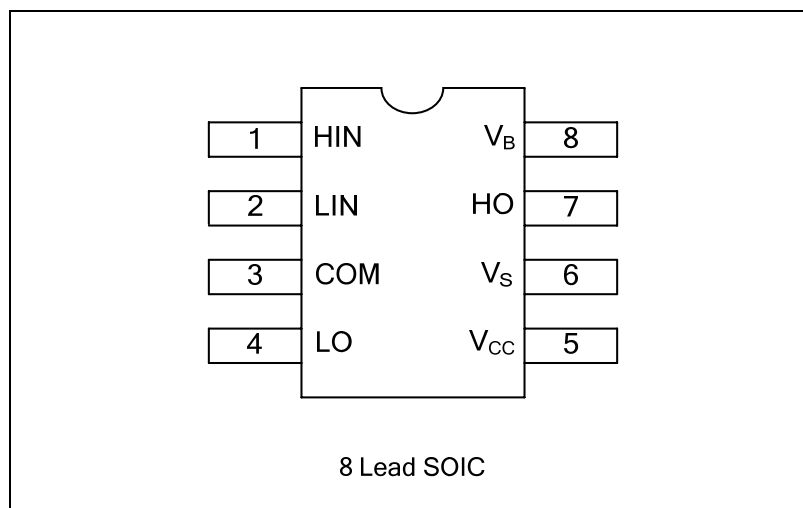 1 HIN V_B 8
2 LIN HO 7
3 COM V_S 6
4 LO V_CC 5
8 Lead SOIC